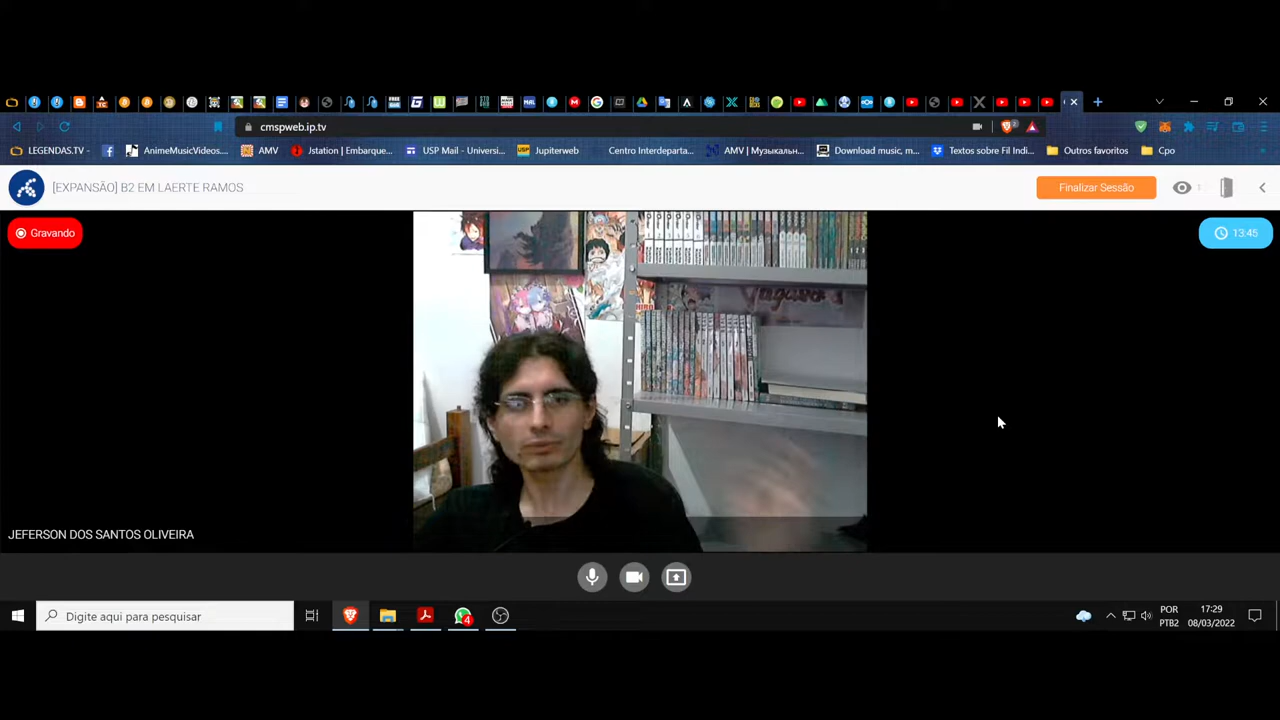 cmspweb.ip.tv
LEGENDAS.TV - AnimeMusicVideos... AMV Jstation | Embarque... USP Mail - Universi... Jupiterweb Centro Interdeparta... AMV | Музыкальн... Download music, m... Textos sobre Fil Indi... Outros favoritos Cpo
[EXPANSÃO] B2 EM LAERTE RAMOS
Finalizar Sessão
Gravando
13:45
JEFERSON DOS SANTOS OLIVEIRA
Digite aqui para pesquisar
4
POR
PTB2
17:29
08/03/2022